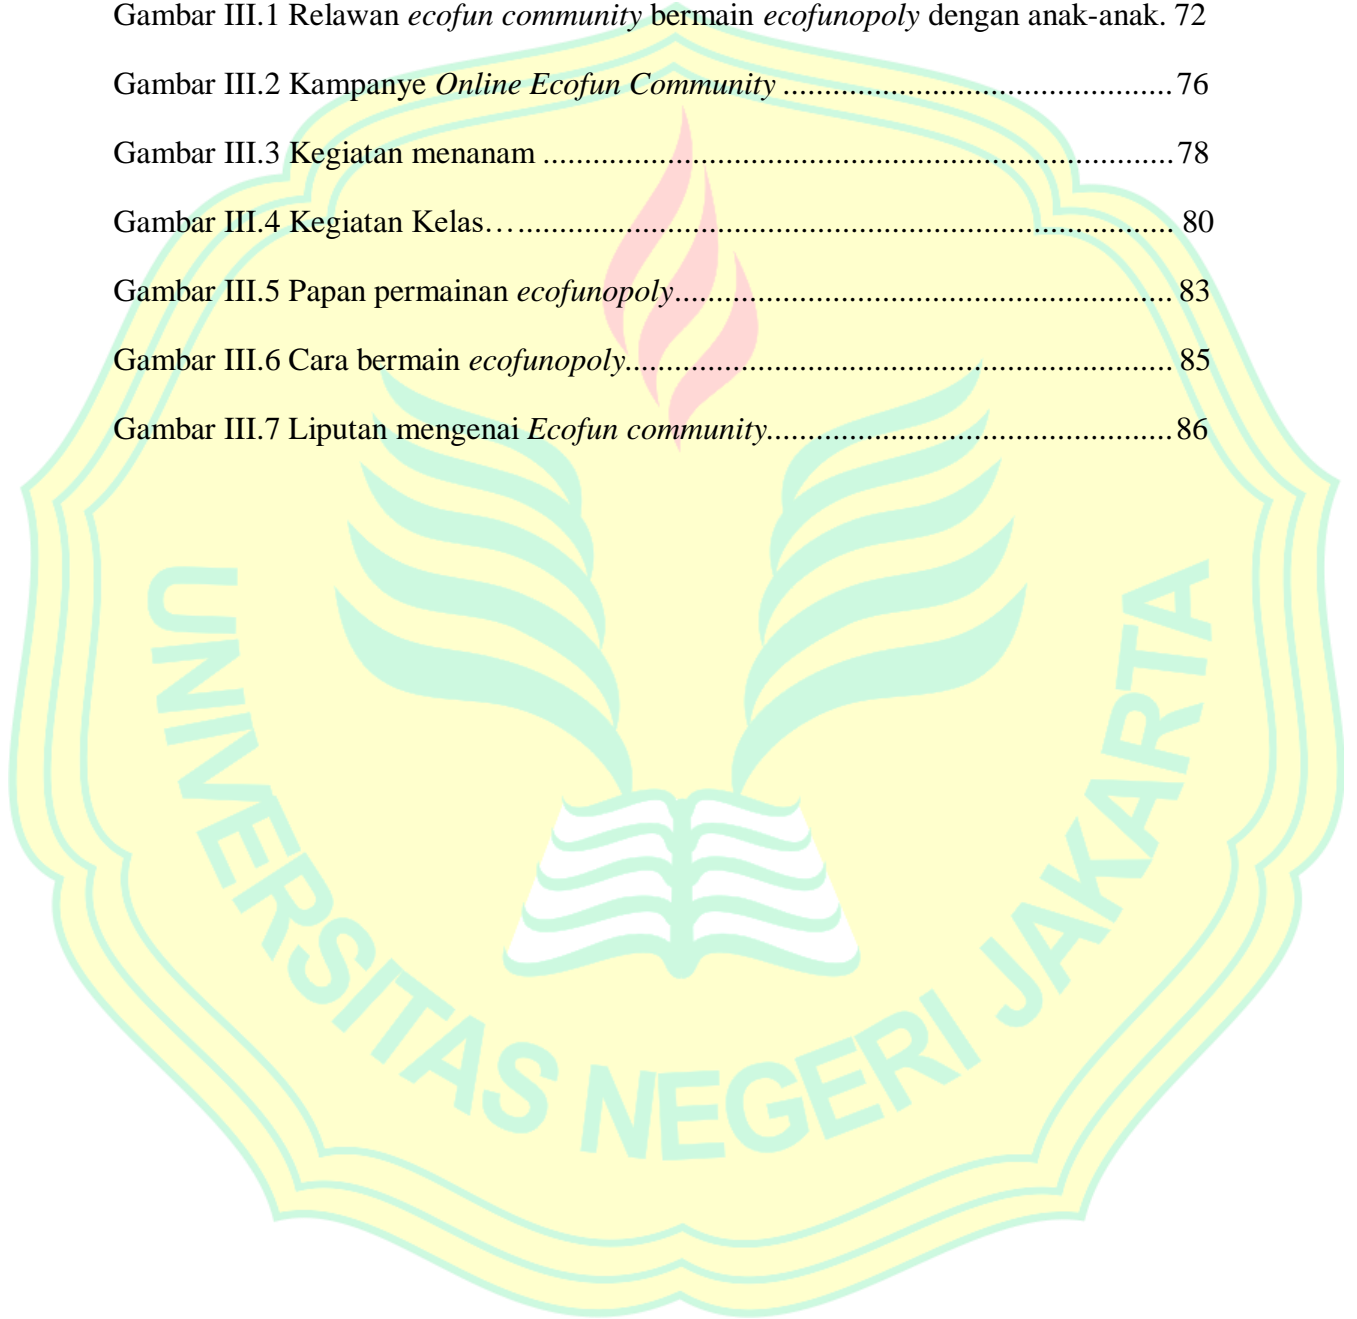 Gambar III.1 Relawan ecofun community bermain ecofunopoly dengan anak-anak. 72
Gambar III.2 Kampanye Online Ecofun Community ......................................... 76
Gambar III.3 Kegiatan menanam ................................................................... 78
Gambar III.4 Kegiatan Kelas…..................................................................... 80
Gambar III.5 Papan permainan ecofunopoly..................................................... 83
Gambar III.6 Cara bermain ecofunopoly.......................................................... 85
Gambar III.7 Liputan mengenai Ecofun community........................................... 86
UNIVERSITAS NEGERI JAKARTA